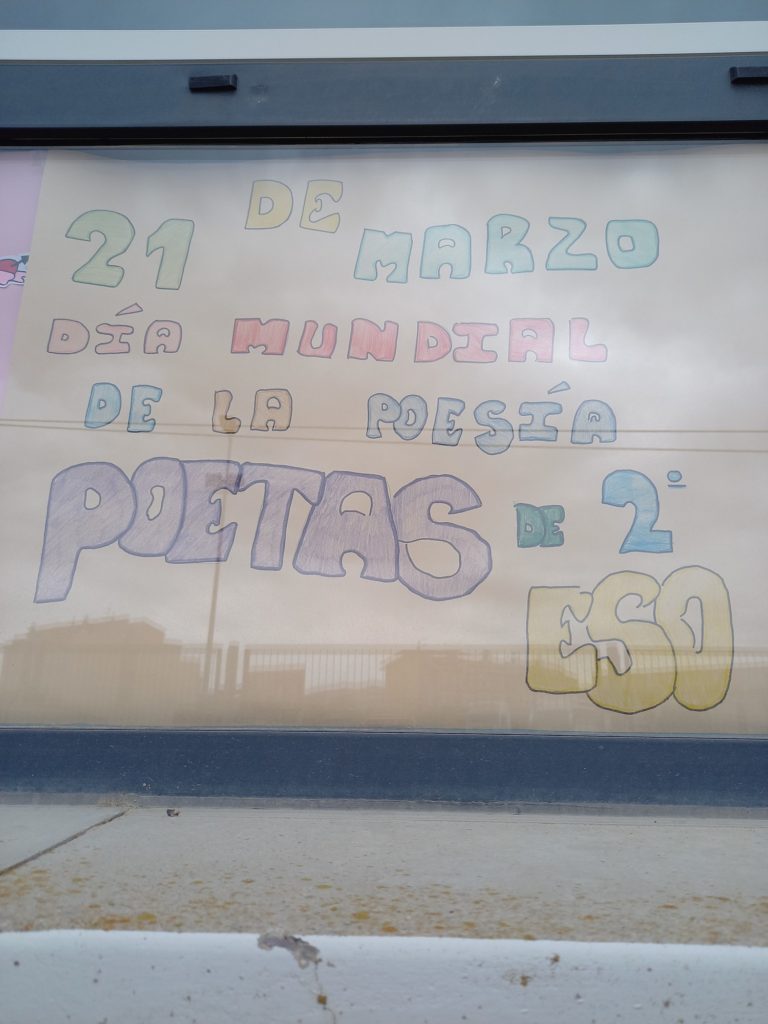 21 DE MARZO
DÍA MUNDIAL
DE LA POESÍA
POETAS DE 2º
ESO